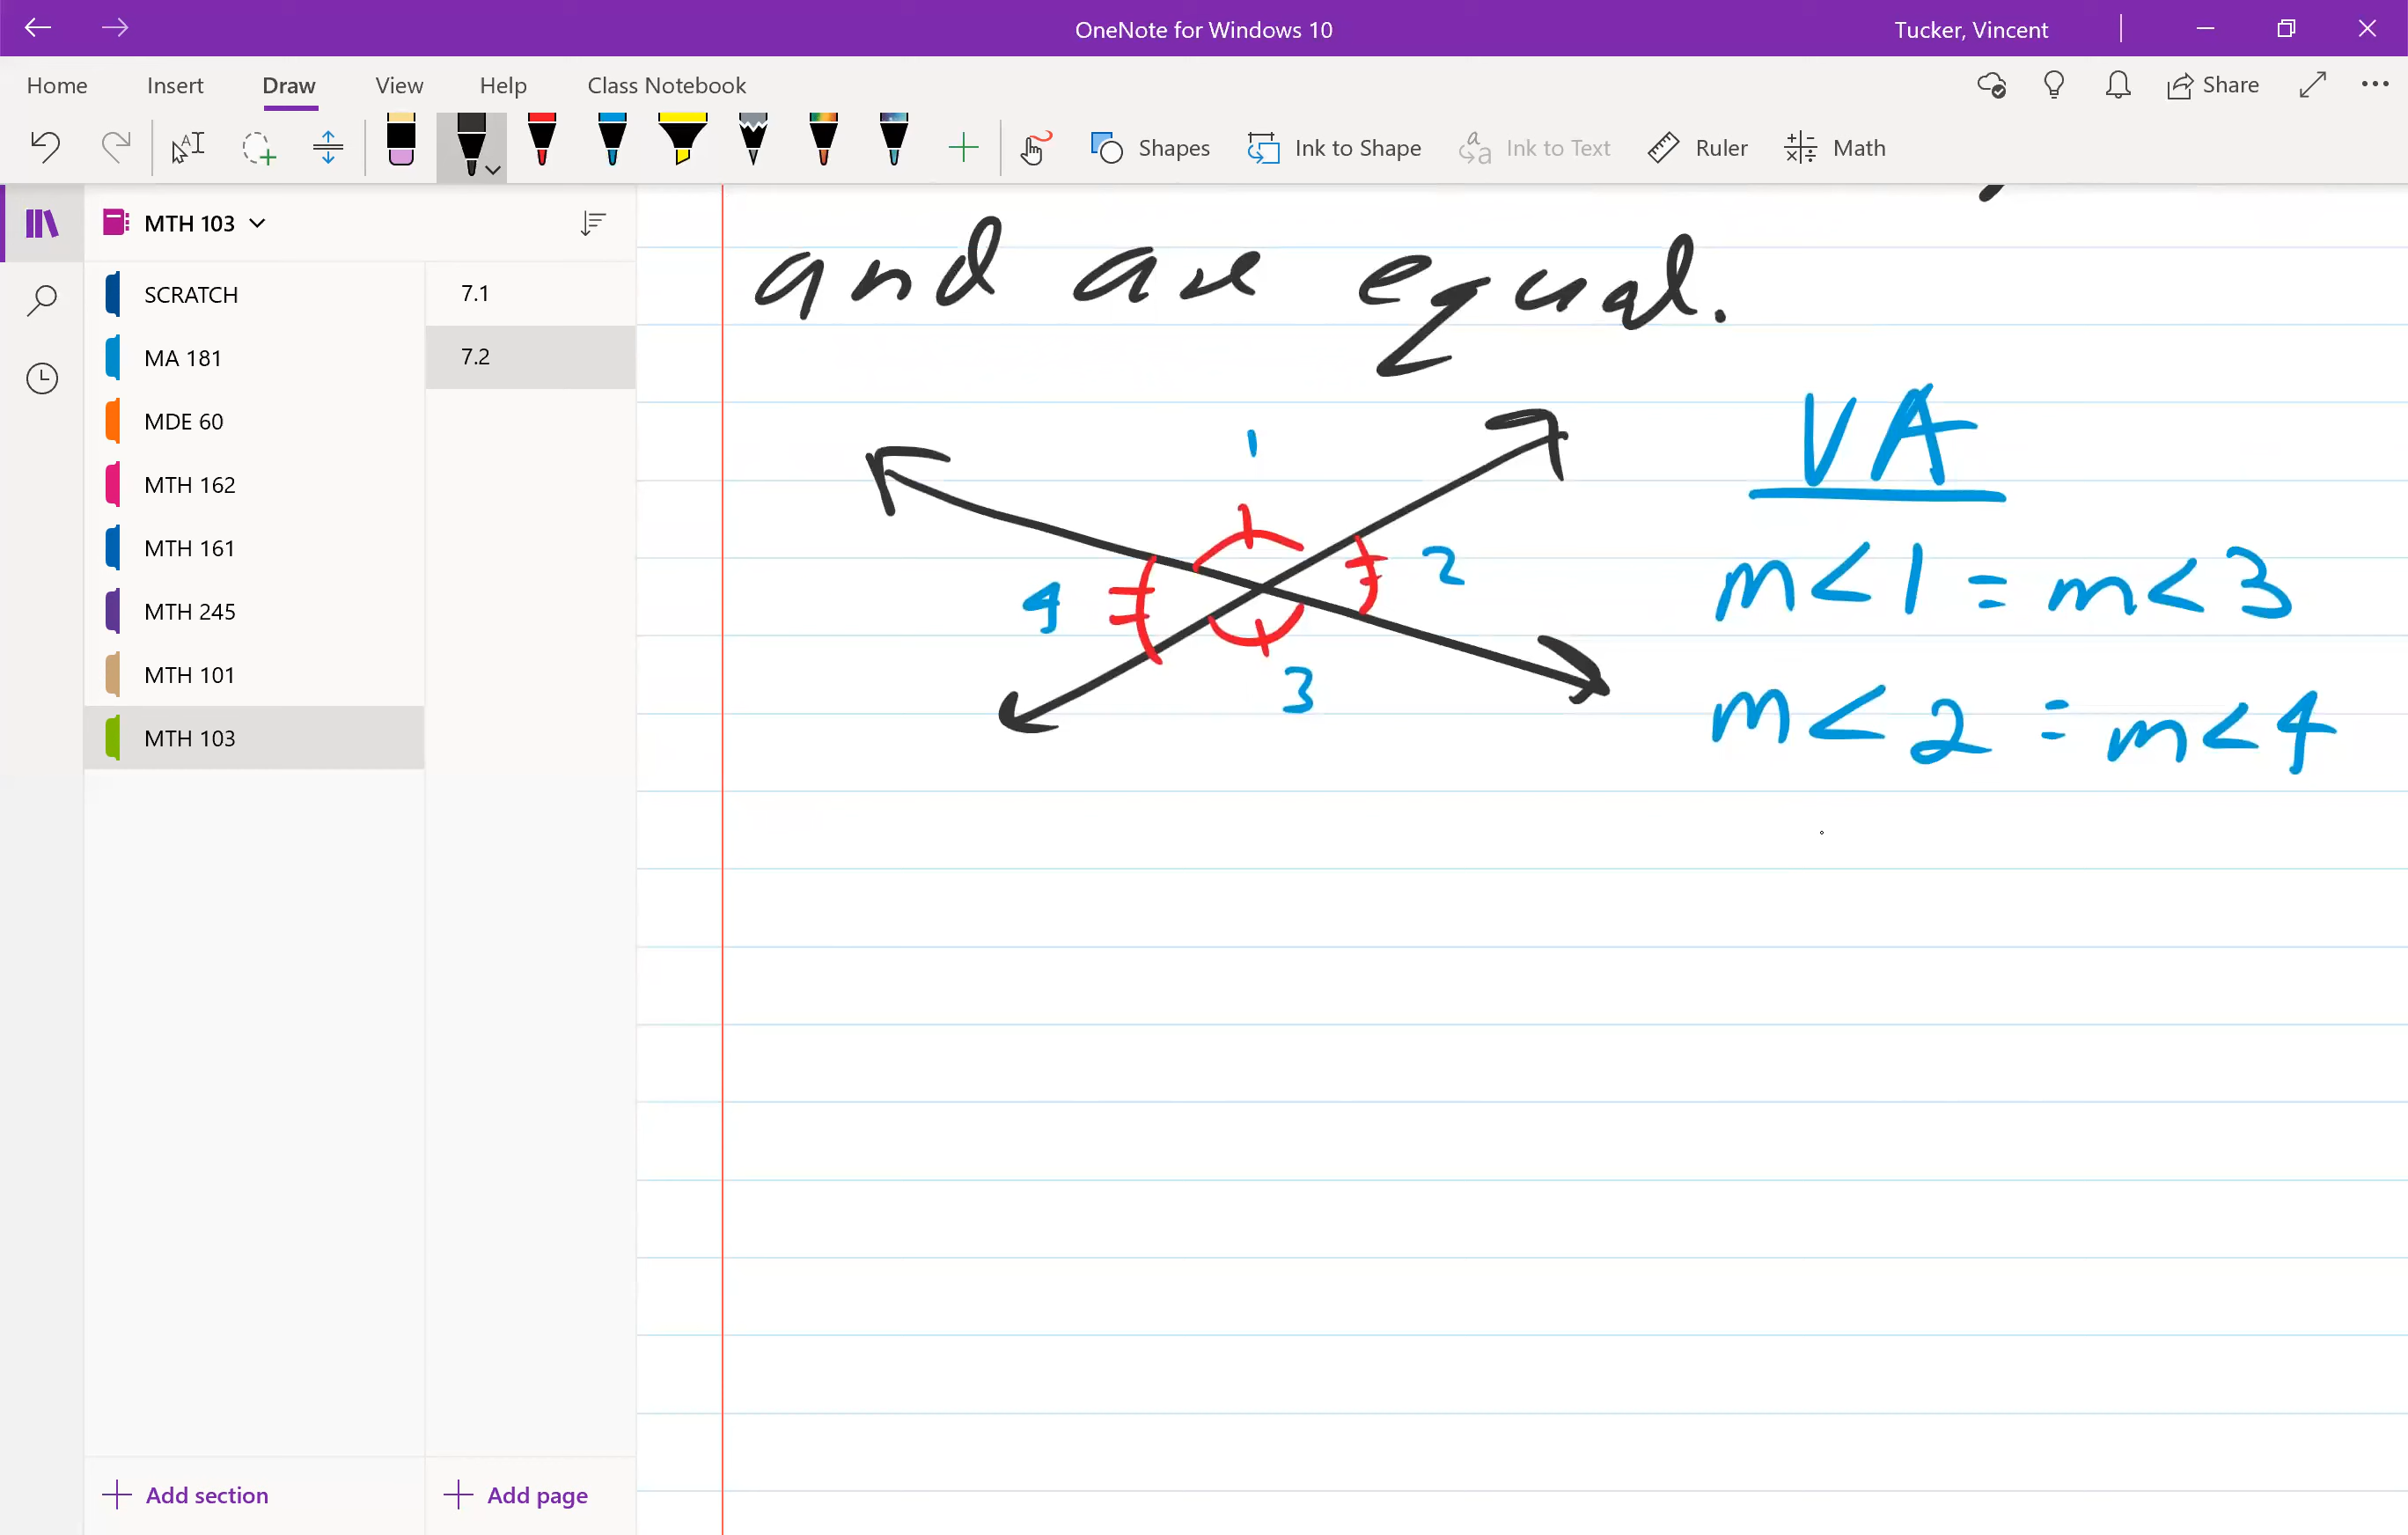 OneNote for Windows 10
Tucker, Vincent
Home Insert Draw View Help Class Notebook
Share
Shapes Ink to Shape Ink to Text Ruler Math
MTH 103
SCRATCH
MA 181
MDE 60
MTH 162
MTH 161
MTH 245
MTH 101
MTH 103
7.1
7.2
and are equal.
VA
1
2
4
3
m<1 = m<3
m<2 = m<4
Add section
Add page